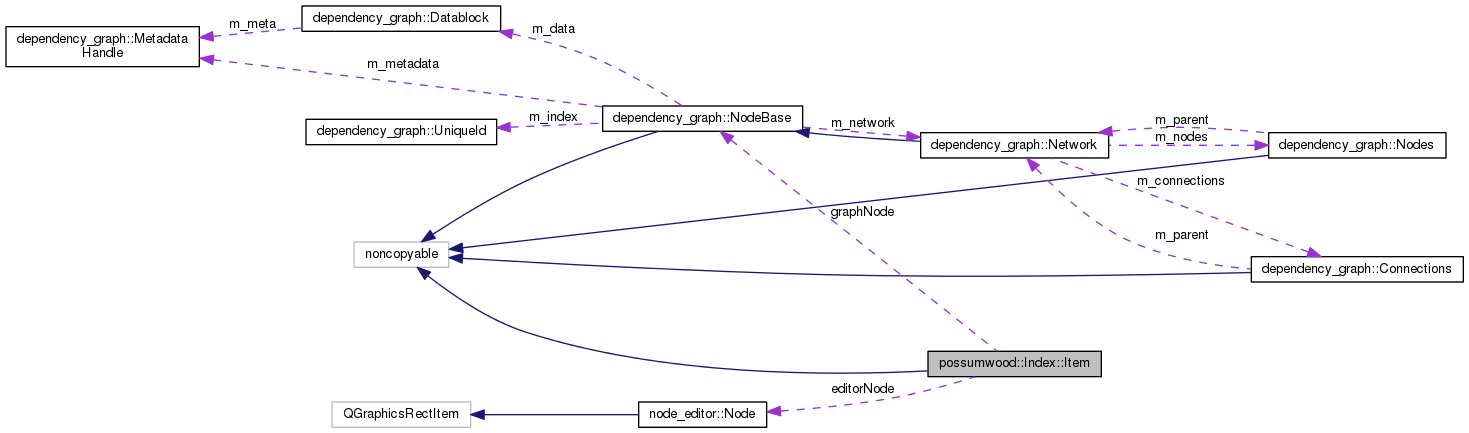 dependency_graph::Datablock
m_meta
m_data
dependency_graph::Metadata
Handle
m_metadata
dependency_graph::NodeBase
m_index
dependency_graph::UniqueId
m_network
m_parent
m_nodes
dependency_graph::Network
dependency_graph::Nodes
m_connections
graphNode
m_parent
noncopyable
dependency_graph::Connections
possumwood::Index::Item
editorNode
QGraphicsRectItem
node_editor::Node